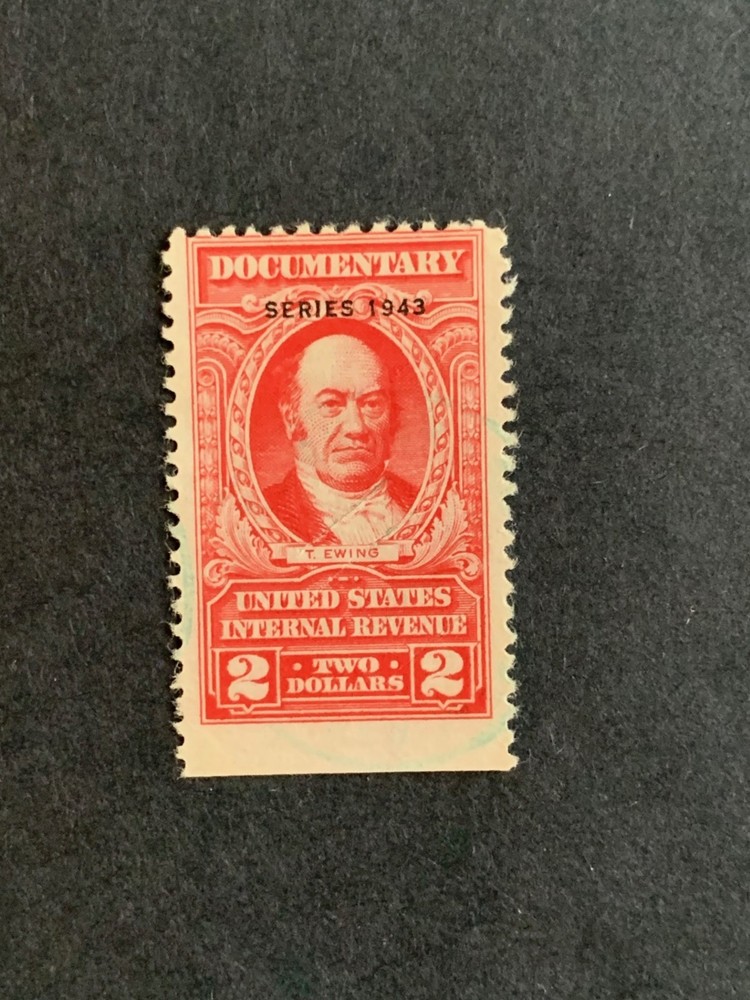 DOCUMENTARY
SERIES 1943
T. EWING
UNITED STATES
INTERNAL REVENUE
2 · TWO · 2
DOLLARS